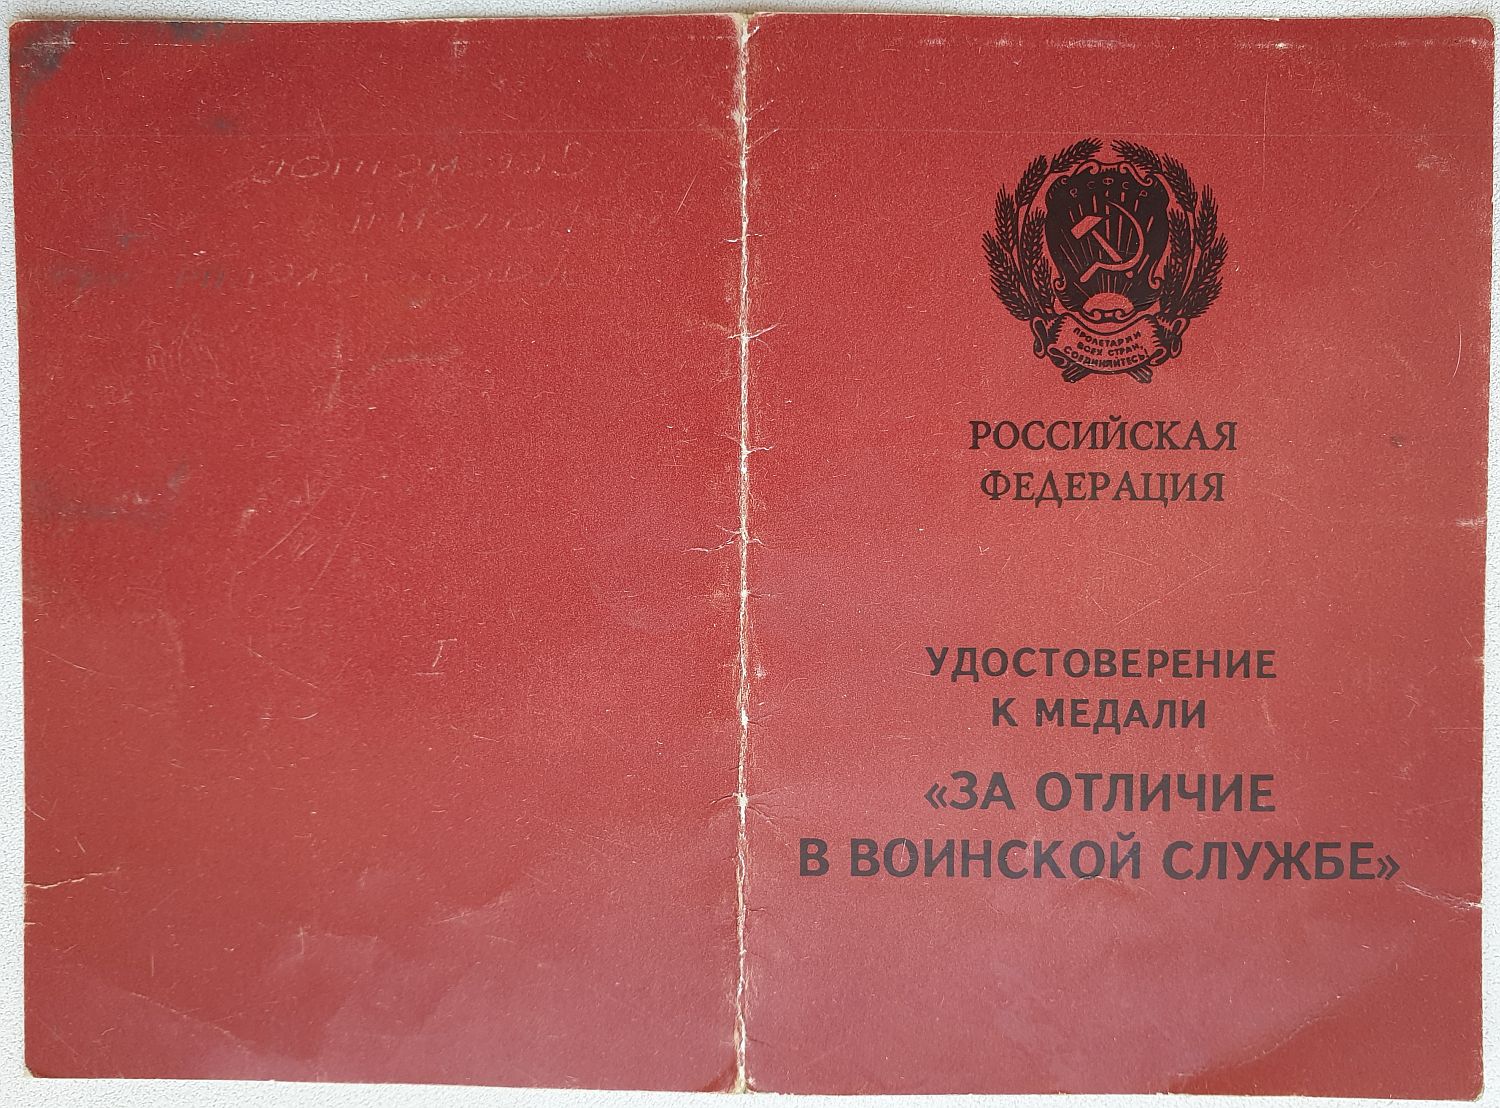 РСФСР
ПРОЛЕТАРИИ
ВСЕХ СТРАН,
СОЕДИНЯЙТЕСЬ!
РОССИЙСКАЯ
ФЕДЕРАЦИЯ
УДОСТОВЕРЕНИЕ
К МЕДАЛИ
«ЗА ОТЛИЧИЕ
В ВОИНСКОЙ СЛУЖБЕ»